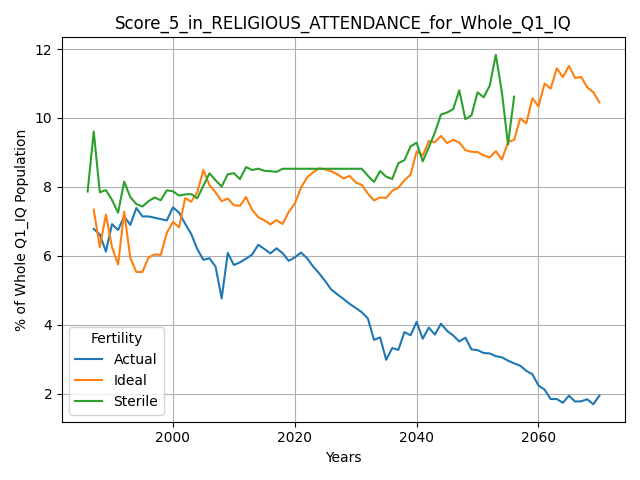 Score_5_in_RELIGIOUS_ATTENDANCE_for_Whole_Q1_IQ
% of Whole Q1_IQ Population
12
10
8
6
4
2
Fertility
Actual
Ideal
Sterile
2000
2020
2040
2060
Years